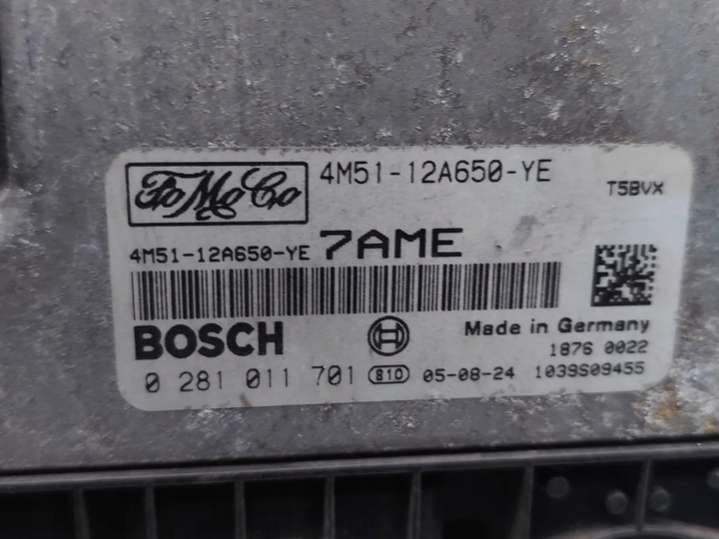 FoMoCo 4M51-12A650-YE T5BVX
4M51-12A650-YE 7AME
BOSCH Made in Germany
1876 0022
0 281 011 701 810 05-08-24 1039S09455